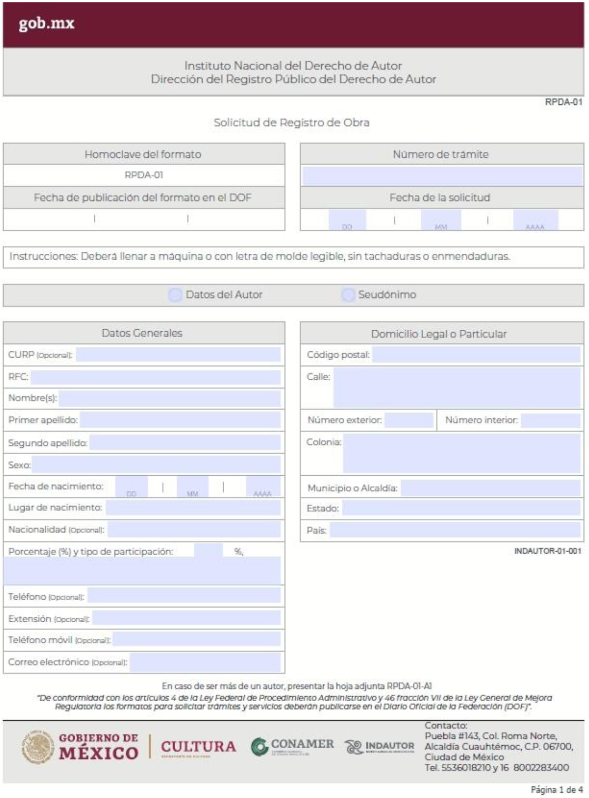 gob.mx
Instituto Nacional del Derecho de Autor
Dirección del Registro Público del Derecho de Autor
RPDA-01
Solicitud de Registro de Obra
Homoclave del formato
RPDA-01
Fecha de publicación del formato en el DOF
| |
Número de trámite
Fecha de la solicitud
DD | MM | AAAA
Instrucciones: Deberá llenar a máquina o con letra de molde legible, sin tachaduras o enmendaduras.
Datos del Autor Seudónimo
Datos Generales
CURP (Opcional):
RFC:
Nombre(s):
Primer apellido:
Segundo apellido:
Sexo:
Fecha de nacimiento: DD | MM | AAAA
Lugar de nacimiento:
Nacionalidad (Opcional):
Porcentaje (%) y tipo de participación: %,
Teléfono (Opcional):
Extensión (Opcional):
Teléfono móvil (Opcional):
Correo electrónico (Opcional):
Domicilio Legal o Particular
Código postal:
Calle:
Número exterior: Número interior:
Colonia:
Municipio o Alcaldía:
Estado:
País:
INDAUTOR-01-001
En caso de ser más de un autor, presentar la hoja adjunta RPDA-01-A1
"De conformidad con los artículos 4 de la Ley Federal de Procedimiento Administrativo y 46 fracción VII de la Ley General de Mejora
Regulatoria los formatos para solicitar trámites y servicios deberán publicarse en el Diario Oficial de la Federación (DOF)".
GOBIERNO DE
MÉXICO
CULTURA
CONAMER
INDAUTOR
Contacto:
Puebla #143, Col. Roma Norte,
Alcaldía Cuauhtémoc, C.P. 06700,
Ciudad de México
Tel. 5536018210 y 16 8002283400
Página 1 de 4